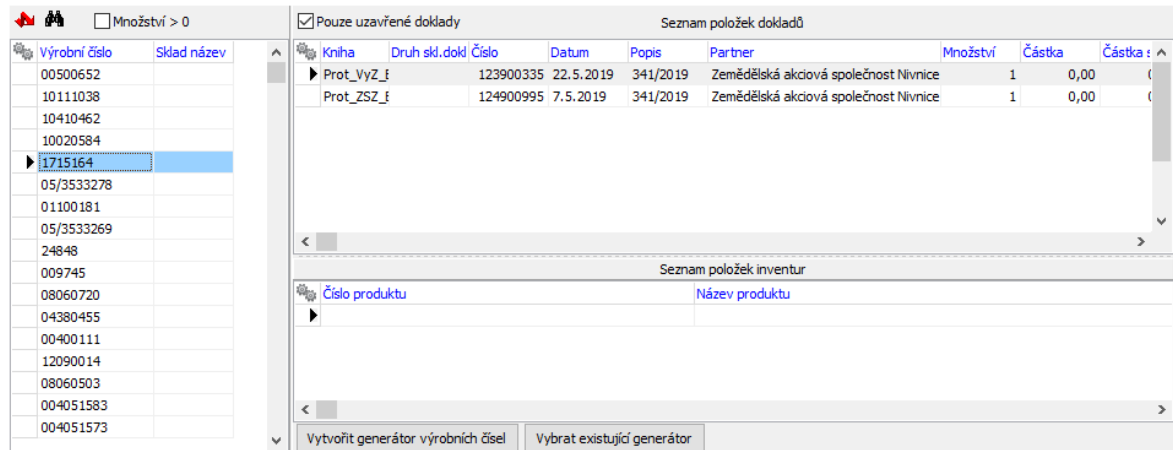 Množství > 0
Výrobní číslo Sklad název
00500652
10111038
10410462
10020584
1715164
05/3533278
01100181
05/3533269
24848
009745
08060720
04380455
00400111
12090014
08060503
004051583
004051573
Pouze uzavřené doklady Seznam položek dokladů
Kniha Druh skl.dokl Číslo Datum Popis Partner Množství Částka Částka s
Prot_VyZ_E 123900335 22.5.2019 341/2019 Zemědělská akciová společnost Nivnice 1 0,00
Prot_ZSZ_E 124900995 7.5.2019 341/2019 Zemědělská akciová společnost Nivnice 1 0,00
Seznam položek inventur
Číslo produktu Název produktu
Vytvořit generátor výrobních čísel Vybrat existující generátor